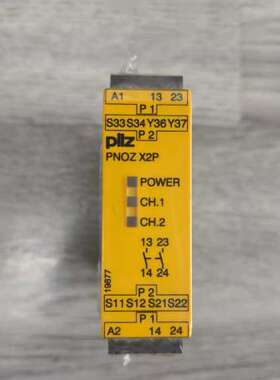 A1 13 23
P 1
S33 S34 Y36 Y37
P 2
pilz
PNOZ X2P
POWER
CH.1
CH.2
13 23
14 24
19877
P 2
S11 S12 S21 S22
P 1
A2 14 24